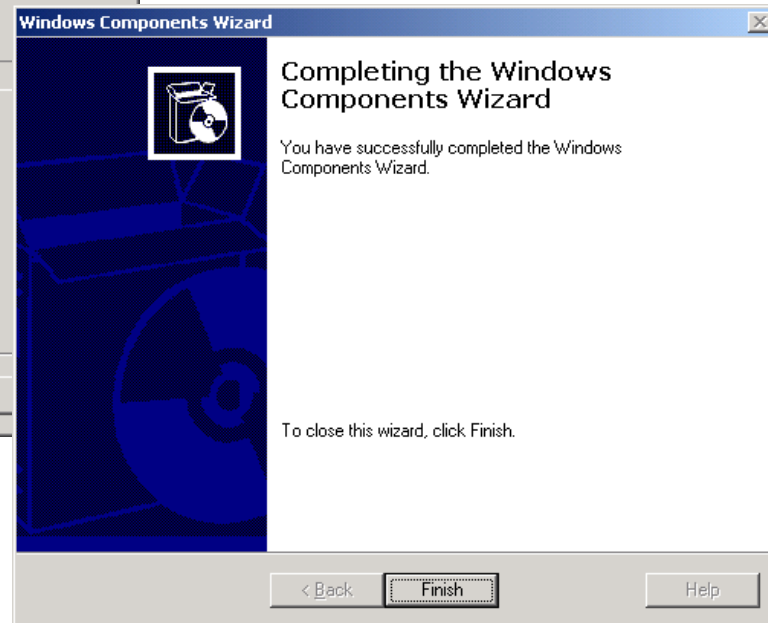 Windows Components Wizard
Completing the Windows
Components Wizard
You have successfully completed the Windows
Components Wizard.
To close this wizard, click Finish.
< Back
Finish
Help